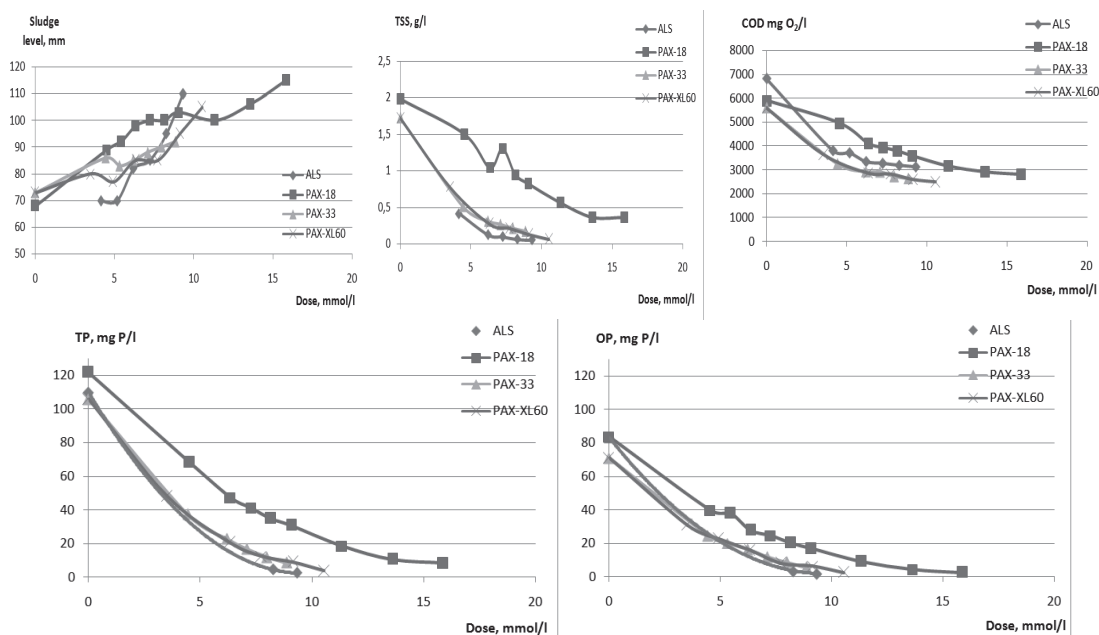 Sludge
level, mm
120
110
100
90
80
70
60
50
0
5
10
15
20
Dose, mmol/l
ALS
PAX-18
PAX-33
PAX-XL60
TSS, g/l
2,5
2
1,5
1
0,5
0
0
5
10
15
20
Dose, mmol/l
ALS
PAX-18
PAX-33
PAX-XL60
COD mg O₂/l
8000
7000
6000
5000
4000
3000
2000
1000
0
0
5
10
15
20
Dose, mmol/l
ALS
PAX-18
PAX-33
PAX-XL60
TP, mg P/l
120
100
80
60
40
20
0
0
5
10
15
20
Dose, mmol/l
ALS
PAX-18
PAX-33
PAX-XL60
OP, mg P/l
120
100
80
60
40
20
0
0
5
10
15
20
Dose, mmol/l
ALS
PAX-18
PAX-33
PAX-XL60